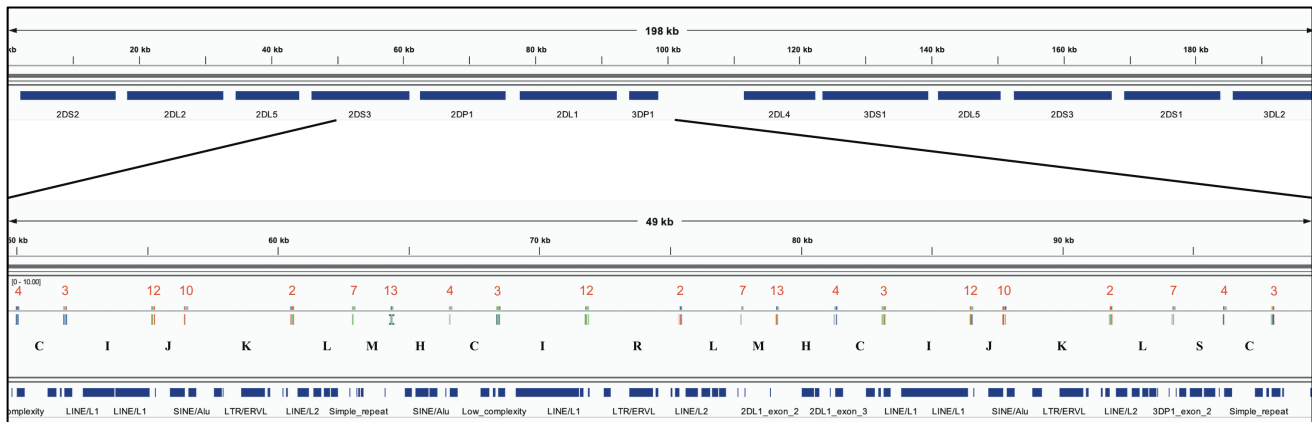 198 kb
kb 20 kb 40 kb 60 kb 80 kb 100 kb 120 kb 140 kb 160 kb 180 kb
2DS2 2DL2 2DL5 2DS3 2DP1 2DL1 3DP1 2DL4 3DS1 2DL5 2DS3 2DS1 3DL2
49 kb
50 kb 60 kb 70 kb 80 kb 90 kb
[0 - 10.00]
4 3 12 10 2 7 13 4 3 12 2 7 13 4 3 12 10 2 7 4 3
C I J K L M H C I R L M H C I J K L S C
omplexity LINE/L1 LINE/L1 SINE/Alu LTR/ERVL LINE/L2 Simple_repeat SINE/Alu Low_complexity LINE/L1 LTR/ERVL LINE/L2 2DL1_exon_2 2DL1_exon_3 LINE/L1 LINE/L1 SINE/Alu LTR/ERVL LINE/L2 3DP1_exon_2 Simple_repeat